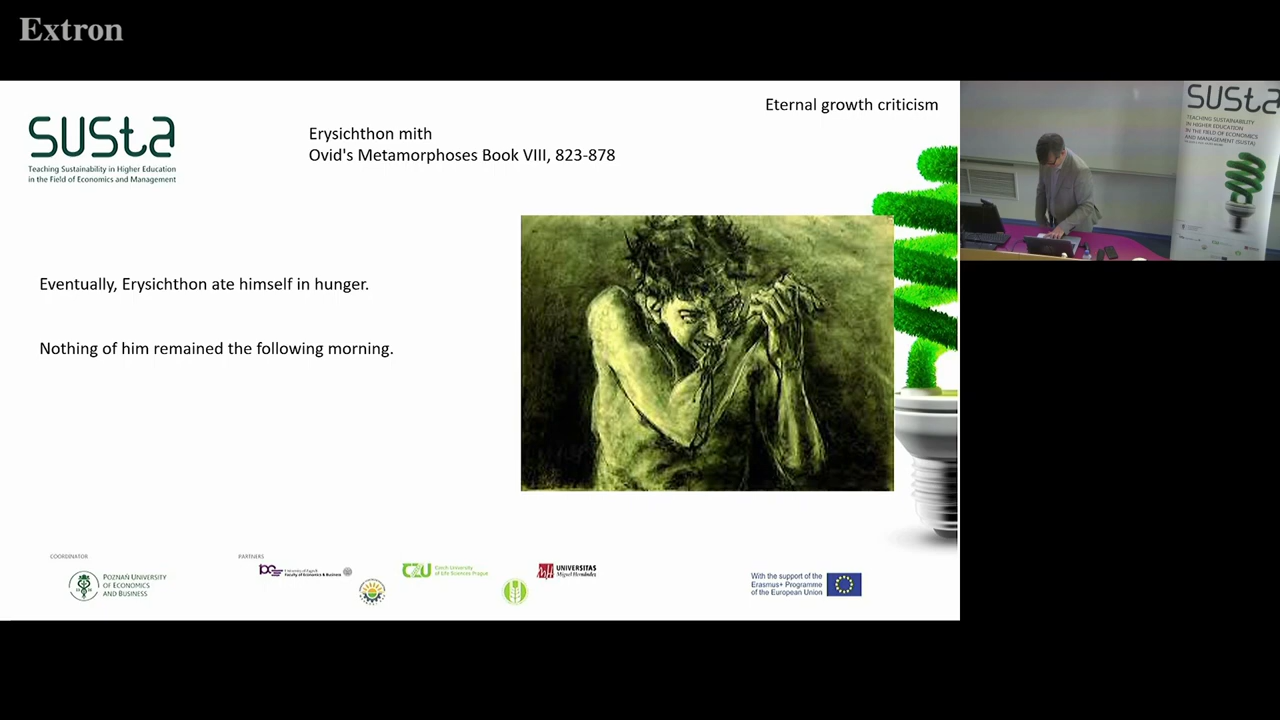 Extron
Eternal growth criticism
susta
Teaching Sustainability in Higher Education
in the Field of Economics and Management
Erysichthon mith
Ovid's Metamorphoses Book VIII, 823-878
Eventually, Erysichthon ate himself in hunger.
Nothing of him remained the following morning.
COORDINATOR
POZNAŃ UNIVERSITY
OF ECONOMICS
AND BUSINESS
PARTNERS
Faculty of Economics & Business
CZU
Czech University
of Life Sciences Prague
UNIVERSITAS
Miguel Hernández
With the support of the
Erasmus+ Programme
of the European Union
susta
TEACHING SUSTAINABILITY
IN HIGHER EDUCATION
IN THE FIELD OF ECONOMICS
AND MANAGEMENT (SUSTA)